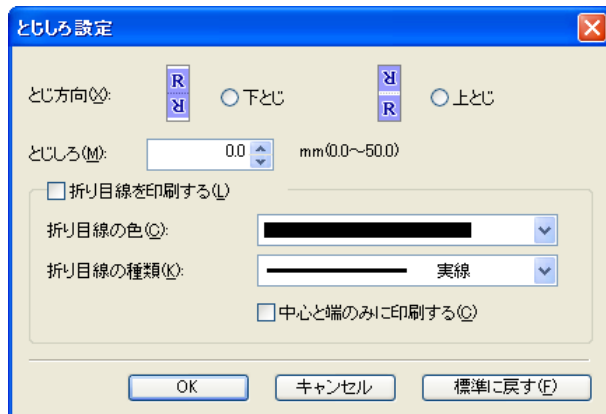 とじしろ設定
とじ方向(X): R R 下とじ R R 上とじ
とじしろ(M): 0.0 mm(0.0～50.0)
折り目線を印刷する(L)
折り目線の色(C):
折り目線の種類(K): 実線
中心と端のみに印刷する(C)
OK キャンセル 標準に戻す(F)